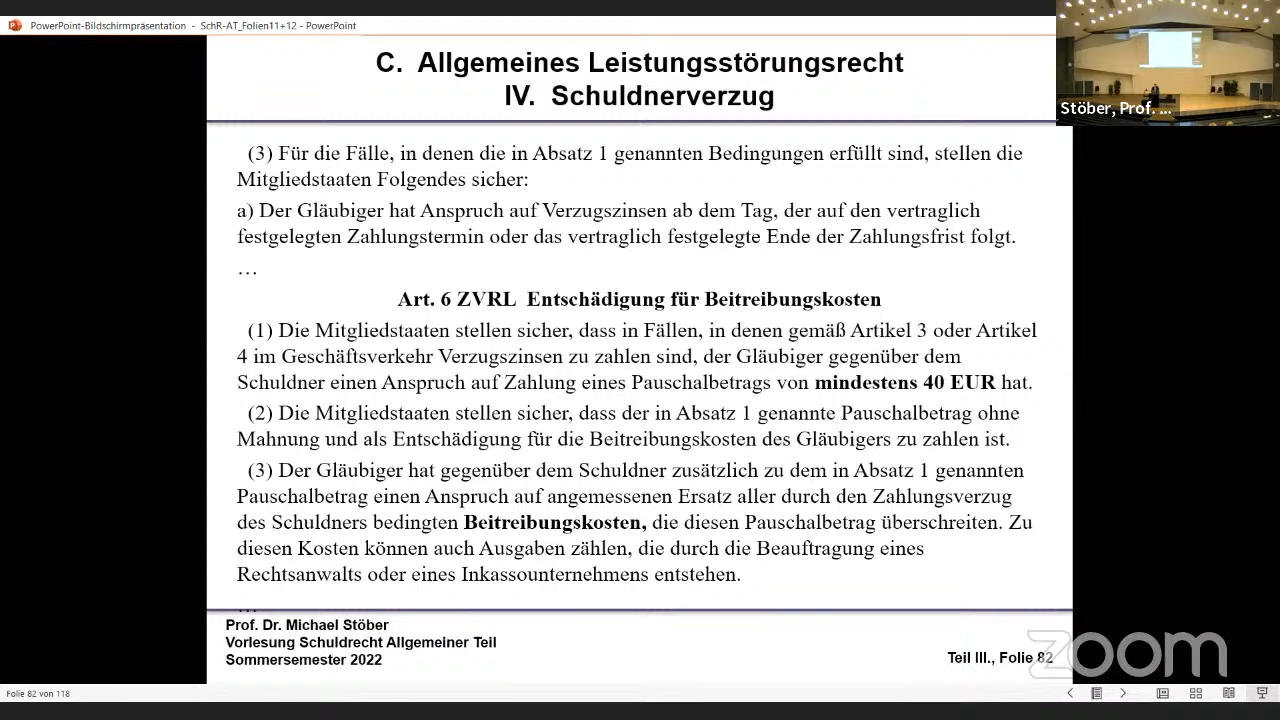 PowerPoint-Bildschirmpräsentation - SchR-AT_Folien11+12 - PowerPoint
C. Allgemeines Leistungsstörungsrecht
IV. Schuldnerverzug
Stöber, Prof. ...
(3) Für die Fälle, in denen die in Absatz 1 genannten Bedingungen erfüllt sind, stellen die
Mitgliedstaaten Folgendes sicher:
a) Der Gläubiger hat Anspruch auf Verzugszinsen ab dem Tag, der auf den vertraglich
festgelegten Zahlungstermin oder das vertraglich festgelegte Ende der Zahlungsfrist folgt.
…
Art. 6 ZVRL Entschädigung für Beitreibungskosten
(1) Die Mitgliedstaaten stellen sicher, dass in Fällen, in denen gemäß Artikel 3 oder Artikel
4 im Geschäftsverkehr Verzugszinsen zu zahlen sind, der Gläubiger gegenüber dem
Schuldner einen Anspruch auf Zahlung eines Pauschalbetrags von mindestens 40 EUR hat.
(2) Die Mitgliedstaaten stellen sicher, dass der in Absatz 1 genannte Pauschalbetrag ohne
Mahnung und als Entschädigung für die Beitreibungskosten des Gläubigers zu zahlen ist.
(3) Der Gläubiger hat gegenüber dem Schuldner zusätzlich zu dem in Absatz 1 genannten
Pauschalbetrag einen Anspruch auf angemessenen Ersatz aller durch den Zahlungsverzug
des Schuldners bedingten Beitreibungskosten, die diesen Pauschalbetrag überschreiten. Zu
diesen Kosten können auch Ausgaben zählen, die durch die Beauftragung eines
Rechtsanwalts oder eines Inkassounternehmens entstehen.
…
Prof. Dr. Michael Stöber
Vorlesung Schuldrecht Allgemeiner Teil
Sommersemester 2022
Teil III., Folie 82
zoom
Folie 82 von 118